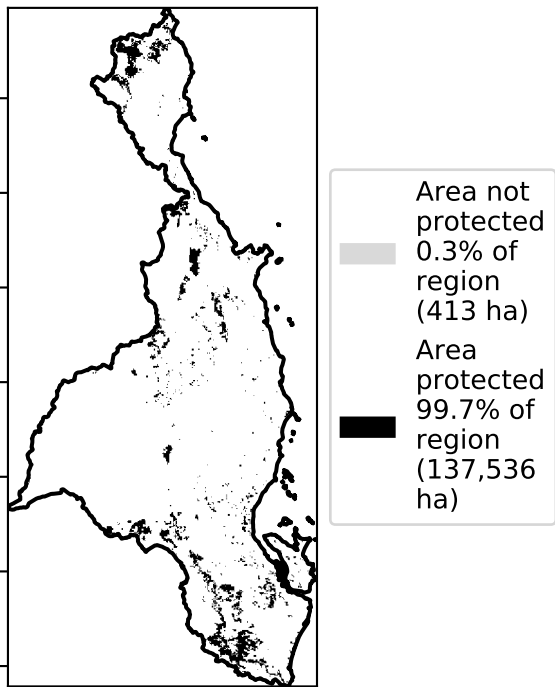 Area not
protected
0.3% of
region
(413 ha)
Area
protected
99.7% of
region
(137,536
ha)